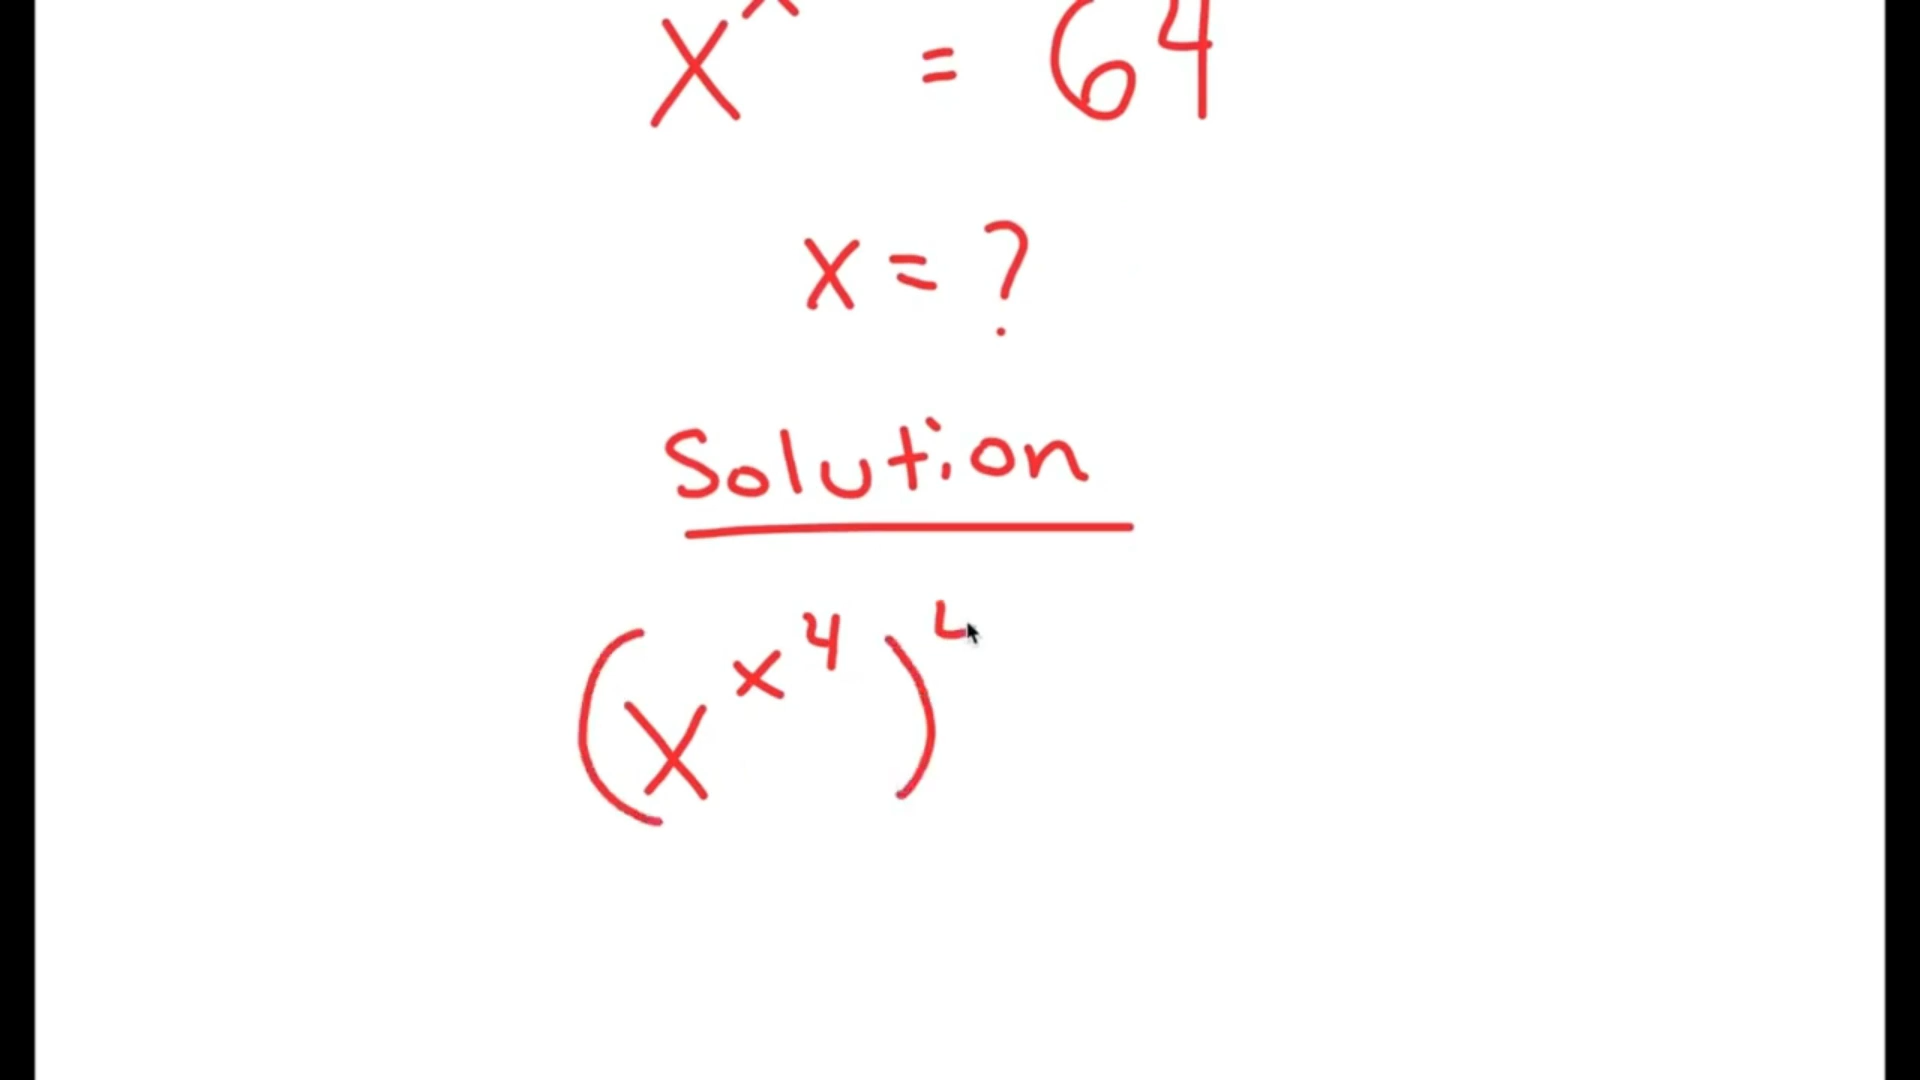 x^x = 64
x = ?
Solution
(x^x^4)^4